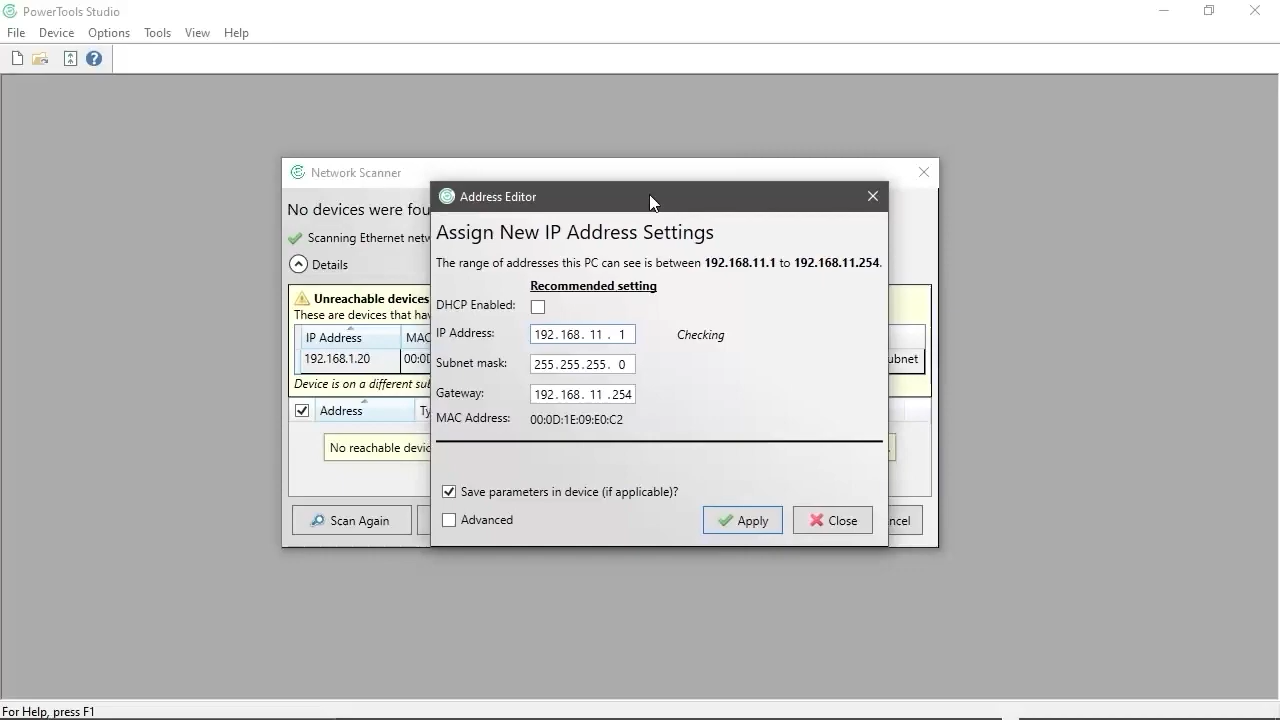 PowerTools Studio
File Device Options Tools View Help
Network Scanner
Address Editor
No devices were fou
Assign New IP Address Settings
Scanning Ethernet netw
The range of addresses this PC can see is between 192.168.11.1 to 192.168.11.254.
Details
Recommended setting
DHCP Enabled:
Unreachable devices
These are devices that hav
IP Address: 192.168. 11 . 1 Checking
IP Address MAC
192.168.1.20 00:0D
ubnet
Subnet mask: 255.255.255. 0
Device is on a different sub
Gateway: 192.168. 11 .254
Address Ty
MAC Address: 00:0D:1E:09:E0:C2
No reachable devic
Save parameters in device (if applicable)?
Advanced
Scan Again
Apply
Close
ncel
For Help, press F1